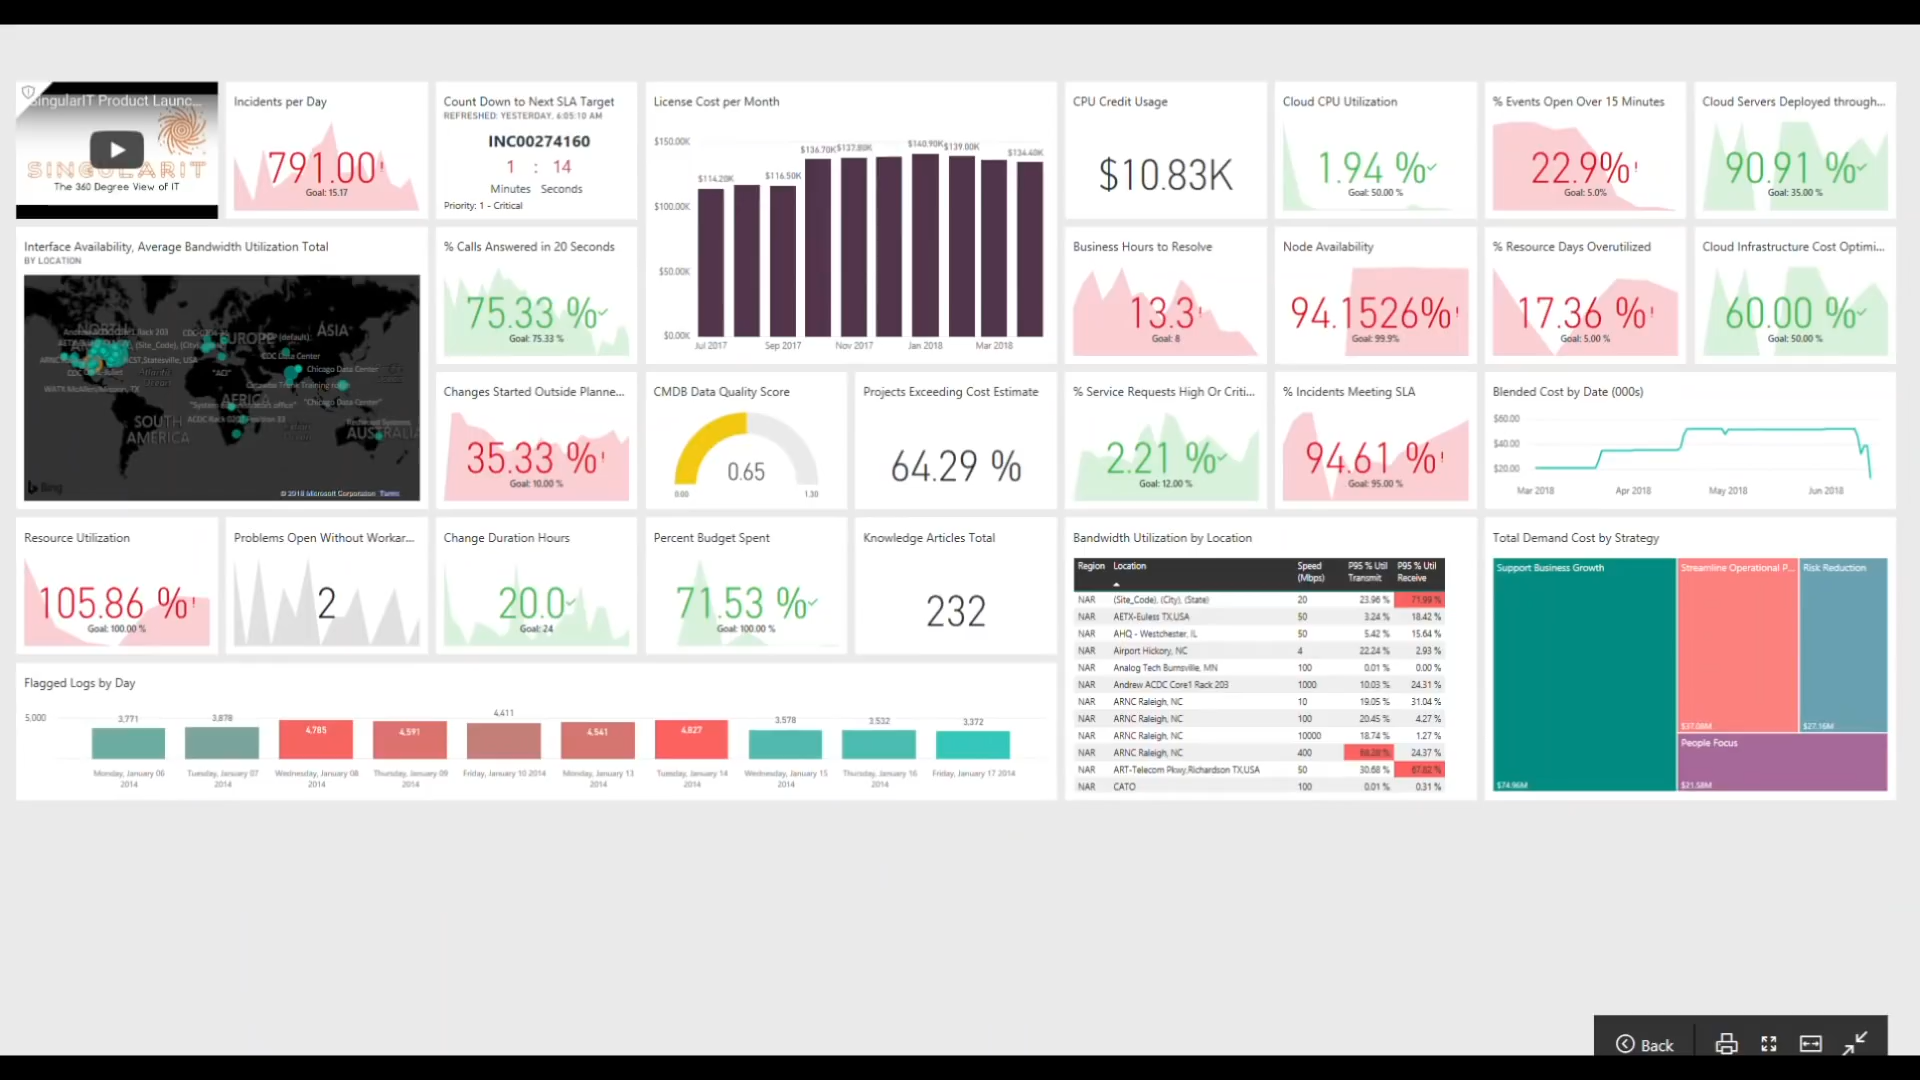 SingularIT Product Launc...
SINGULARIT
The 360 Degree View of IT
Incidents per Day
791.00!
Goal: 15.17
Count Down to Next SLA Target
REFRESHED: YESTERDAY, 6:05:10 AM
INC00274160
1 : 14
Minutes Seconds
Priority: 1 - Critical
License Cost per Month
$150.00K
$100.00K
$50.00K
$0.00K
$114.20K
$116.50K
$136.70K
$137.80K
$140.90K
$139.00K
$134.40K
Jul 2017
Sep 2017
Nov 2017
Jan 2018
Mar 2018
CPU Credit Usage
$10.83K
Cloud CPU Utilization
1.94 %
Goal: 50.00 %
% Events Open Over 15 Minutes
22.9%!
Goal: 5.0%
Cloud Servers Deployed through...
90.91 %
Goal: 35.00 %
Interface Availability, Average Bandwidth Utilization Total
BY LOCATION
EUROPE
ASIA
AFRICA
SOUTH
AMERICA
AUSTRALIA
Atlantic
Ocean
CDC Data Center
Chicago Data Center
"Chicago Data Center"
"ACI"
Bing
© 2018 Microsoft Corporation Terms
% Calls Answered in 20 Seconds
75.33 %
Goal: 75.33 %
Business Hours to Resolve
13.3!
Goal: 8
Node Availability
94.1526%!
Goal: 99.9%
% Resource Days Overutilized
17.36 %!
Goal: 5.00 %
Cloud Infrastructure Cost Optimi...
60.00 %
Goal: 50.00 %
Changes Started Outside Planne...
35.33 %!
Goal: 10.00 %
CMDB Data Quality Score
0.65
0.00
1.30
Projects Exceeding Cost Estimate
64.29 %
% Service Requests High Or Criti...
2.21 %
Goal: 12.00 %
% Incidents Meeting SLA
94.61 %!
Goal: 95.00 %
Blended Cost by Date (000s)
$60.00
$40.00
$20.00
Mar 2018
Apr 2018
May 2018
Jun 2018
Resource Utilization
105.86 %!
Goal: 100.00 %
Problems Open Without Workar...
2
Change Duration Hours
20.0
Goal: 24
Percent Budget Spent
71.53 %
Goal: 100.00 %
Knowledge Articles Total
232
Bandwidth Utilization by Location
Region Location Speed (Mbps) P95 % Util Transmit P95 % Util Receive
NAR (Site_Code), (City), (State) 20 23.96 % 71.99 %
NAR AETX-Euless TX,USA 50 3.24 % 18.42 %
NAR AHQ - Westchester, IL 50 5.42 % 15.64 %
NAR Airport Hickory, NC 4 22.24 % 2.93 %
NAR Analog Tech Burnsville, MN 100 0.01 % 0.00 %
NAR Andrew ACDC Core1 Rack 203 1000 10.03 % 24.31 %
NAR ARNC Raleigh, NC 10 19.05 % 31.04 %
NAR ARNC Raleigh, NC 100 20.45 % 4.27 %
NAR ARNC Raleigh, NC 10000 18.74 % 1.27 %
NAR ARNC Raleigh, NC 400 24.37 %
NAR ART-Telecom Pkwy,Richardson TX,USA 50 30.68 % 67.82 %
NAR CATO 100 0.01 % 0.31 %
Total Demand Cost by Strategy
Support Business Growth
$74.96M
Streamline Operational P...
$37.08M
Risk Reduction
$27.16M
People Focus
$21.58M
Flagged Logs by Day
5,000
3,771
3,878
4,785
4,591
4,411
4,541
4,827
3,578
3,532
3,372
Monday, January 06 2014
Tuesday, January 07 2014
Wednesday, January 08 2014
Thursday, January 09 2014
Friday, January 10 2014
Monday, January 13 2014
Tuesday, January 14 2014
Wednesday, January 15 2014
Thursday, January 16 2014
Friday, January 17 2014
Back